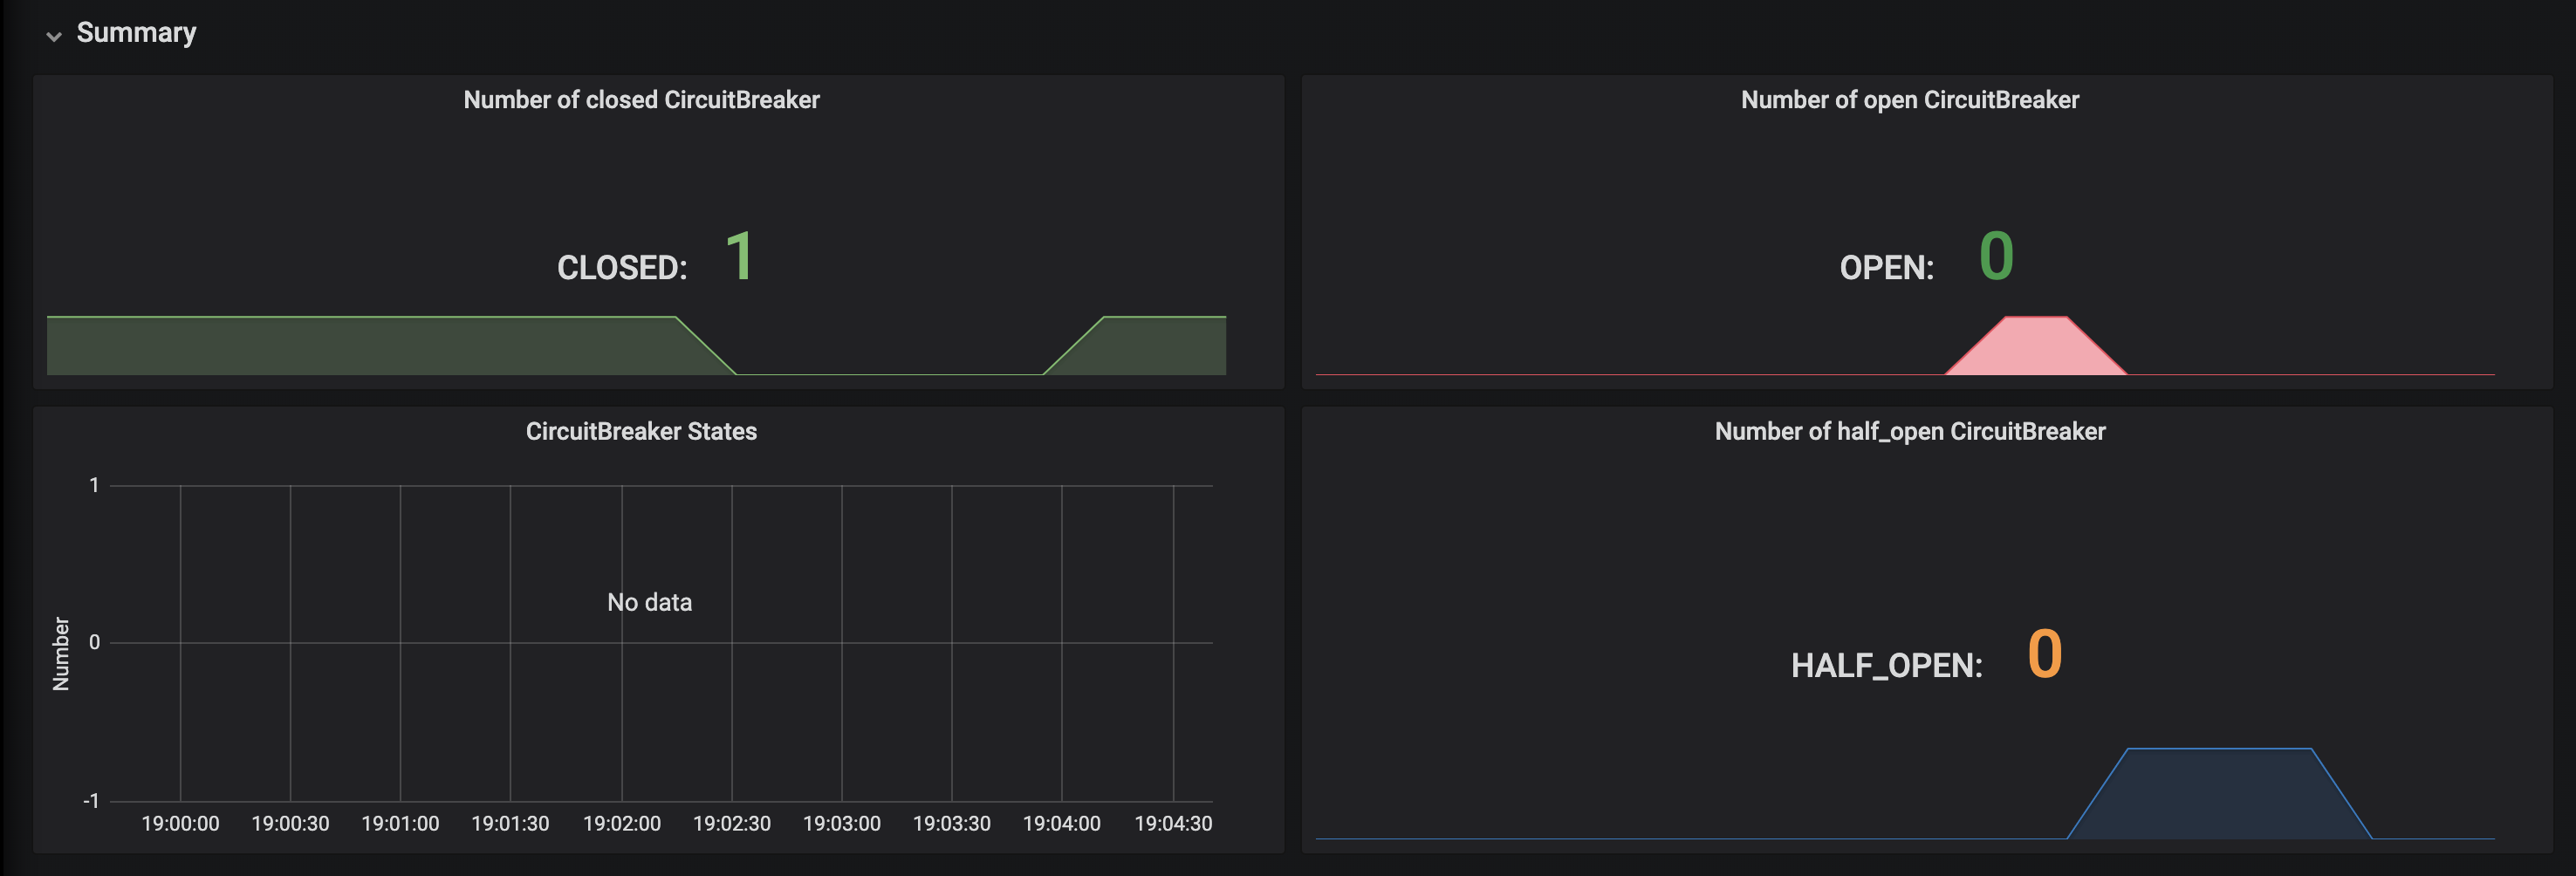 Summary
Number of closed CircuitBreaker
CLOSED: 1
Number of open CircuitBreaker
OPEN: 0
CircuitBreaker States
1
No data
0
Number
-1
19:00:00 19:00:30 19:01:00 19:01:30 19:02:00 19:02:30 19:03:00 19:03:30 19:04:00 19:04:30
Number of half_open CircuitBreaker
HALF_OPEN: 0